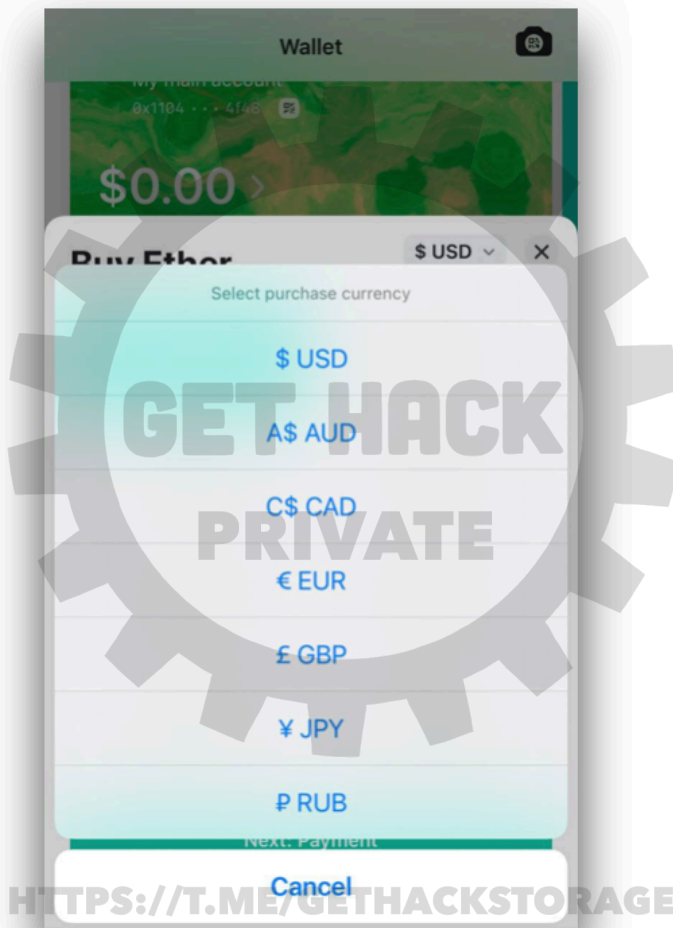 Wallet
My main account
0x1104 ··· 4f48
$0.00 >
Buy Ether
$ USD
Select purchase currency
$ USD
A$ AUD
GET HACK
C$ CAD
PRIVATE
€ EUR
£ GBP
¥ JPY
₽ RUB
Next: Payment
Cancel
HTTPS://T.ME/GETHACKSTORAGE